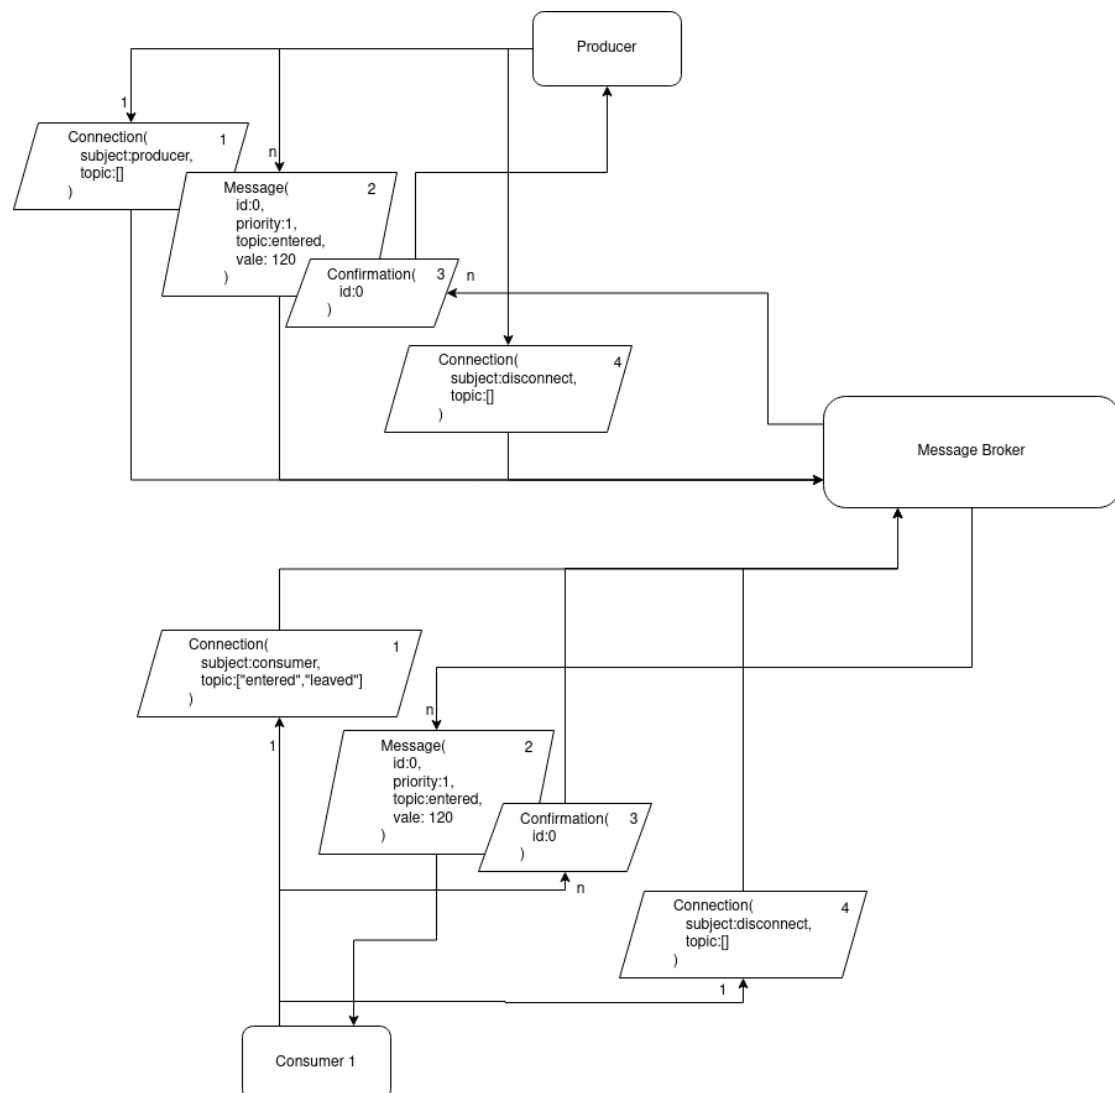 Producer
1
Connection(
subject:producer,
topic:[]
)
1
n
Message(
id:0,
priority:1,
topic:entered,
vale: 120
)
2
Confirmation(
id:0
)
3
n
Connection(
subject:disconnect,
topic:[]
)
4
Message Broker
Connection(
subject:consumer,
topic:["entered","leaved"]
)
1
1
n
Message(
id:0,
priority:1,
topic:entered,
vale: 120
)
2
Confirmation(
id:0
)
3
n
Connection(
subject:disconnect,
topic:[]
)
4
1
Consumer 1